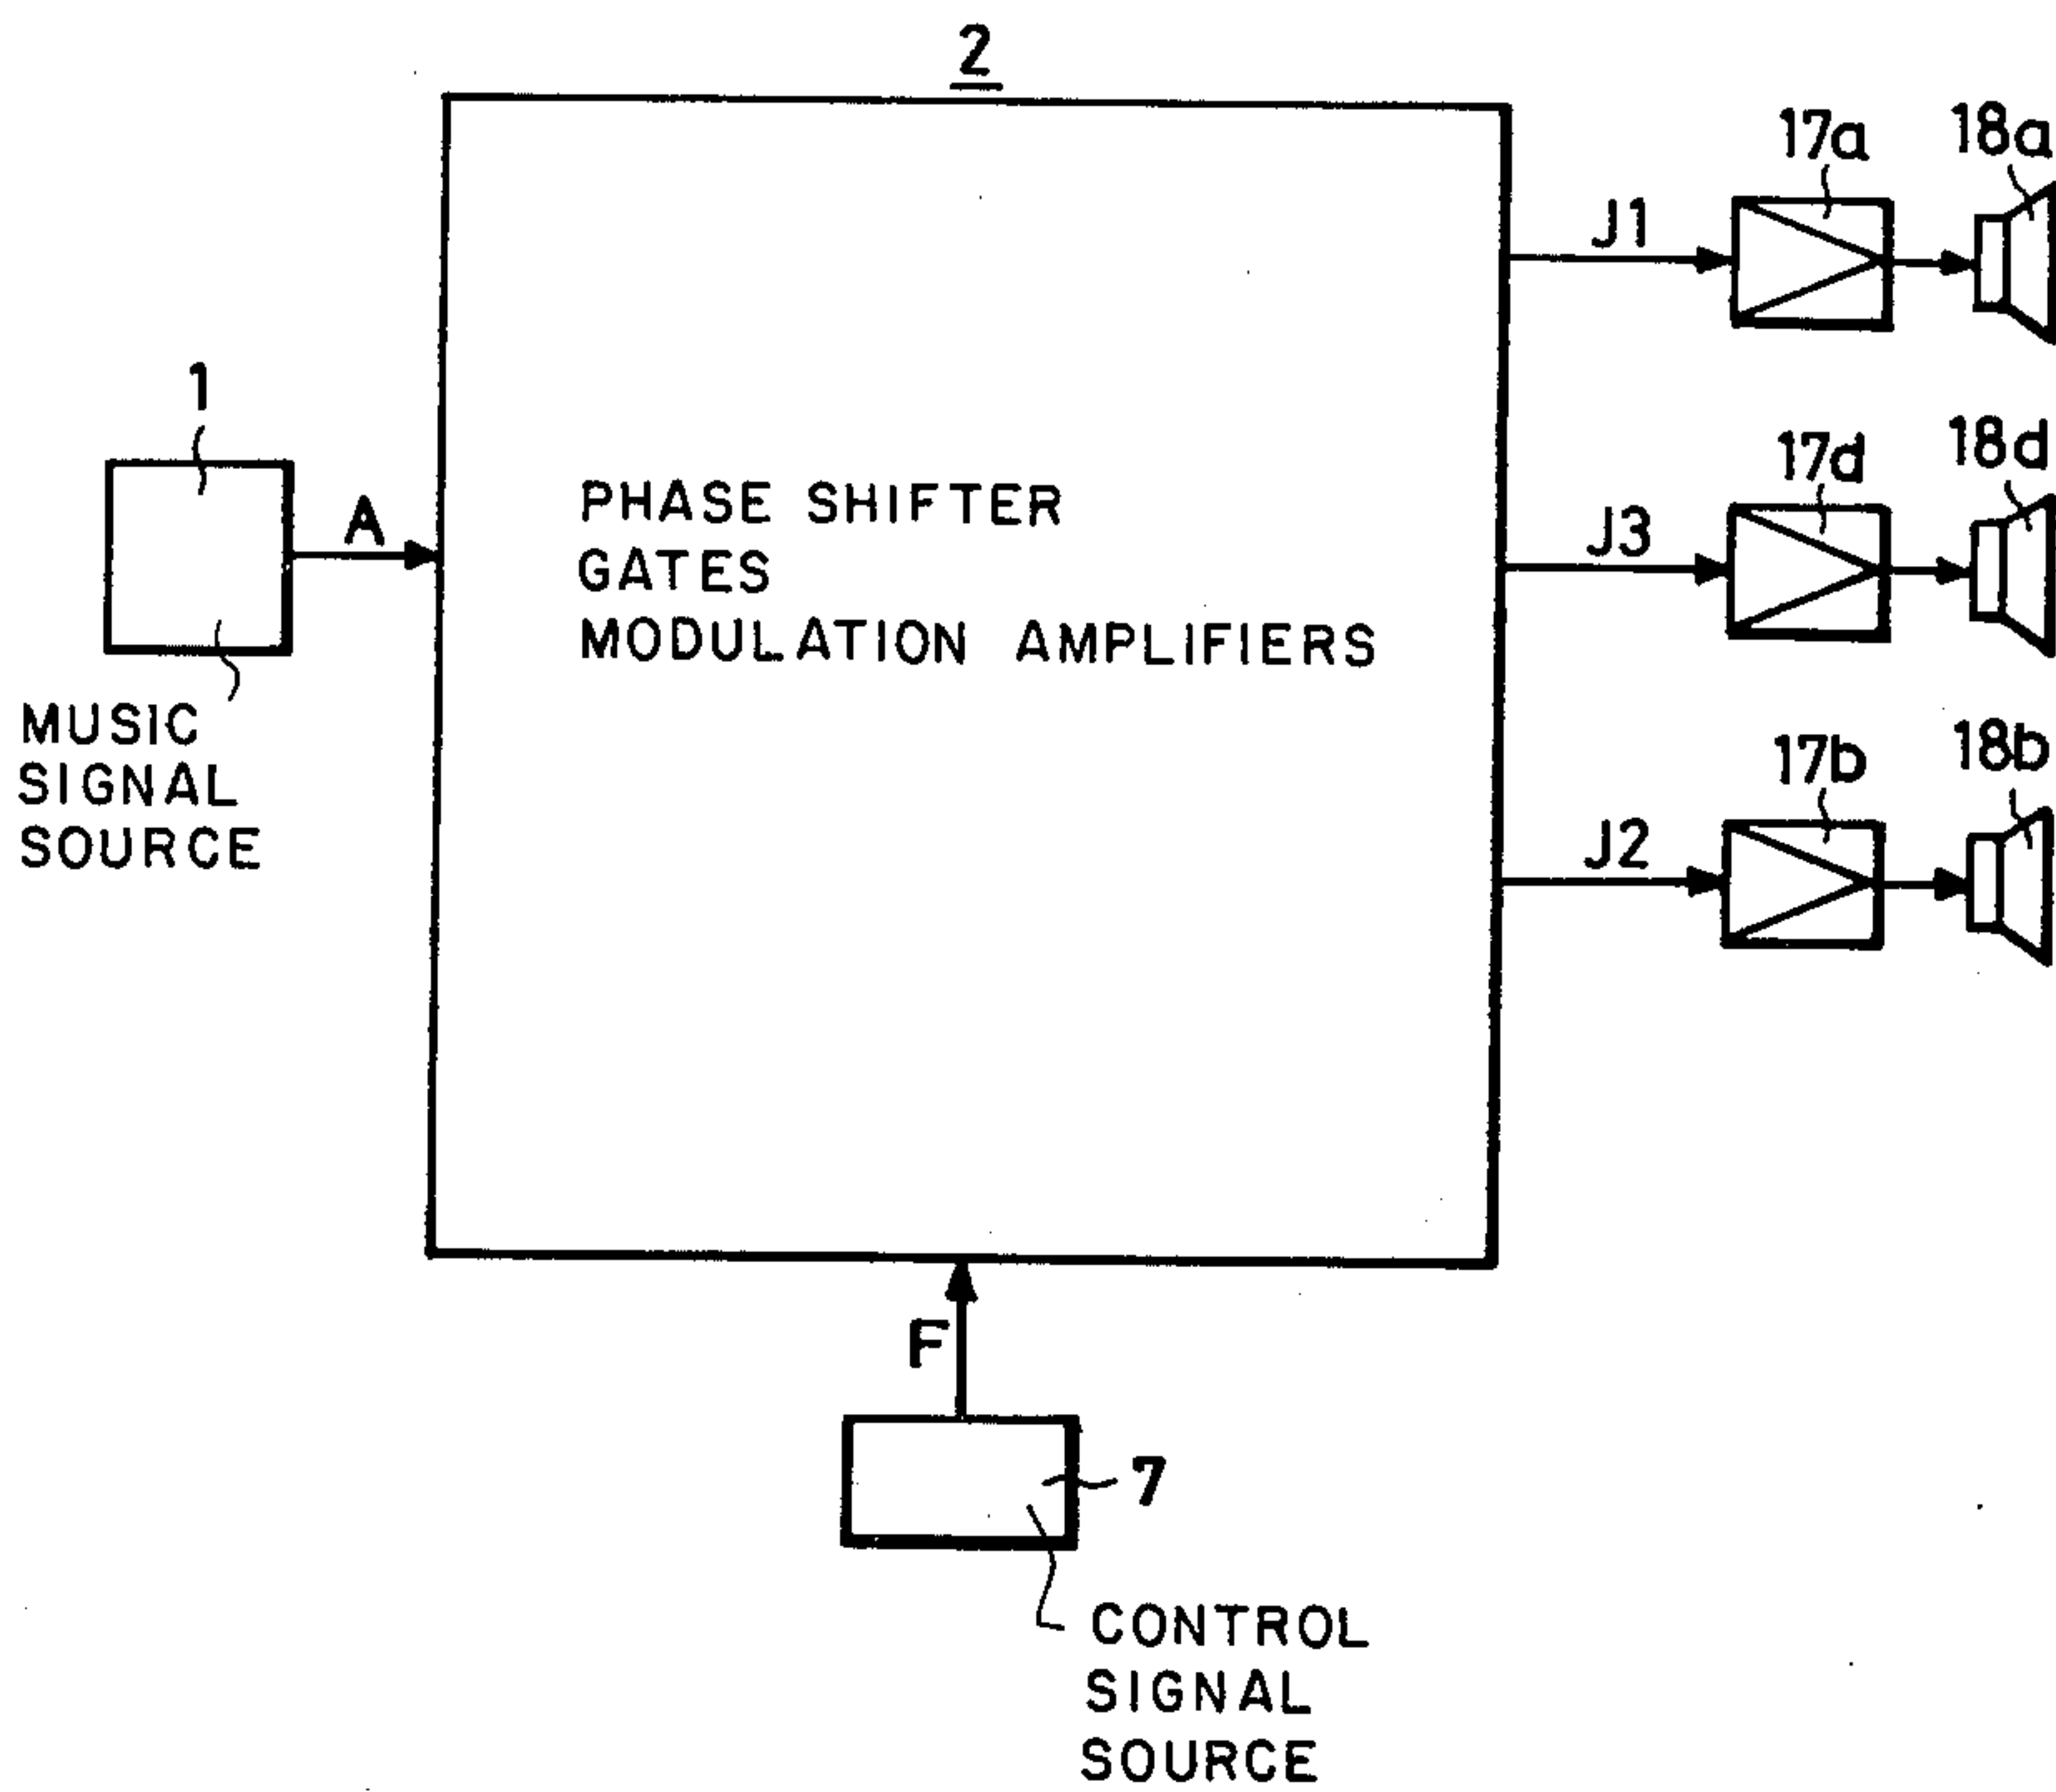 2
17a
18a
J1
1
A
PHASE SHIFTER
GATES
MODULATION AMPLIFIERS
17d
18d
J3
MUSIC
SIGNAL
SOURCE
17b
18b
J2
F
7
CONTROL
SIGNAL
SOURCE